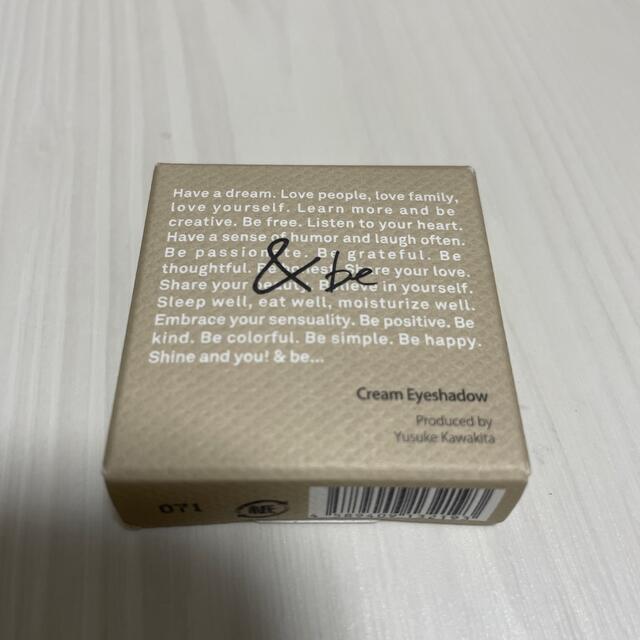 Have a dream. Love people, love family,
love yourself. Learn more and be
creative. Be free. Listen to your heart.
Have a sense of humor and laugh often.
Be passionate. Be grateful. Be
thoughtful. Be Share your love.
Share your in yourself.
Sleep well, eat well, moisturize well.
Embrace your sensuality. Be positive. Be
kind. Be colorful. Be simple. Be happy.
Shine and you! & be...
& be
Cream Eyeshadow
Produced by
Yusuke Kawakita
071